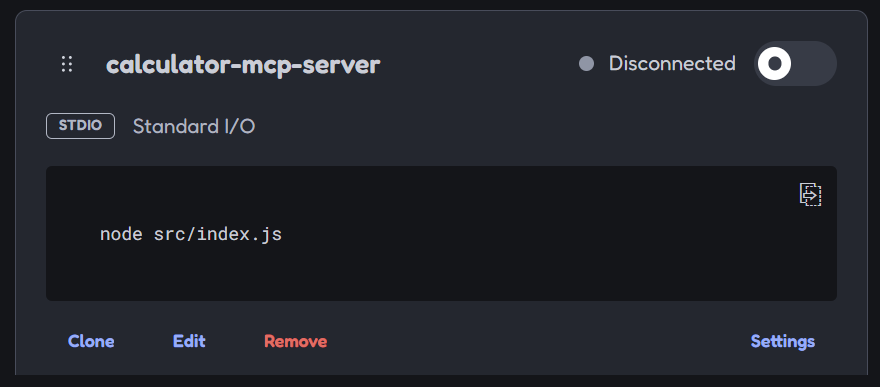 calculator-mcp-server
Disconnected
STDIO Standard I/O
node src/index.js
Clone Edit Remove Settings